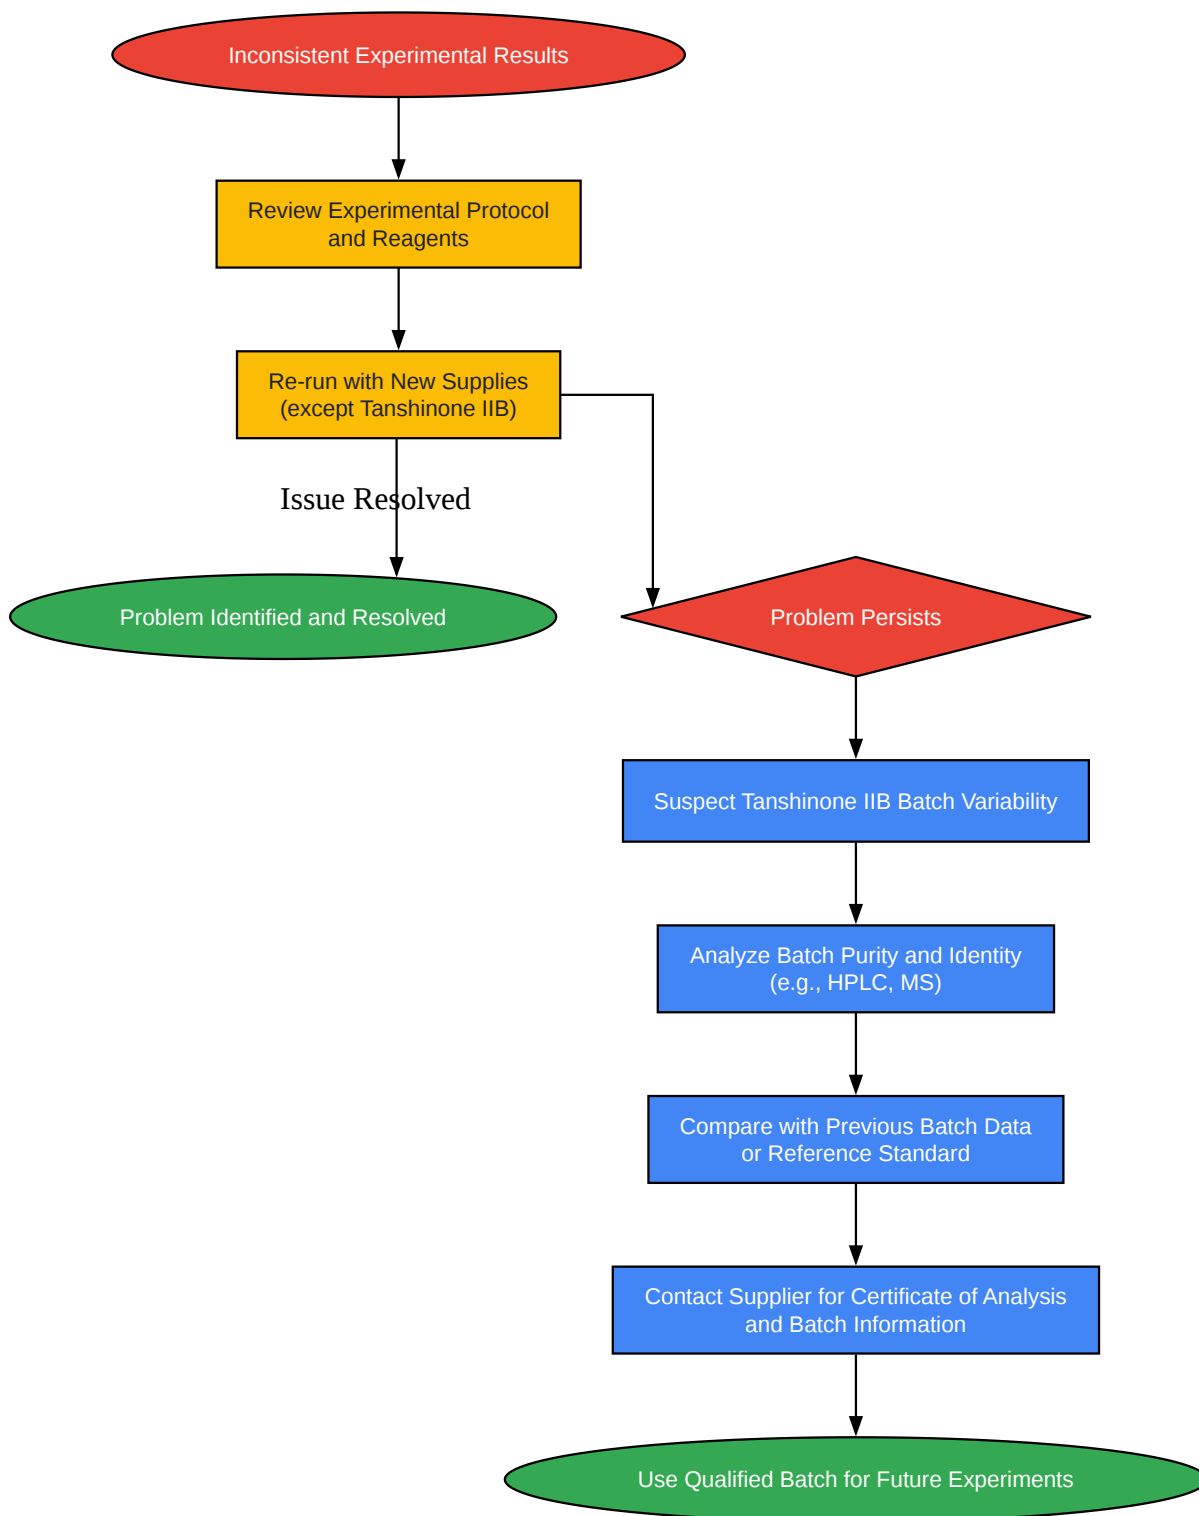 Inconsistent Experimental Results
Review Experimental Protocol
and Reagents
Re-run with New Supplies
(except Tanshinone IIB)
Issue Resolved
Problem Identified and Resolved
Problem Persists
Suspect Tanshinone IIB Batch Variability
Analyze Batch Purity and Identity
(e.g., HPLC, MS)
Compare with Previous Batch Data
or Reference Standard
Contact Supplier for Certificate of Analysis
and Batch Information
Use Qualified Batch for Future Experiments